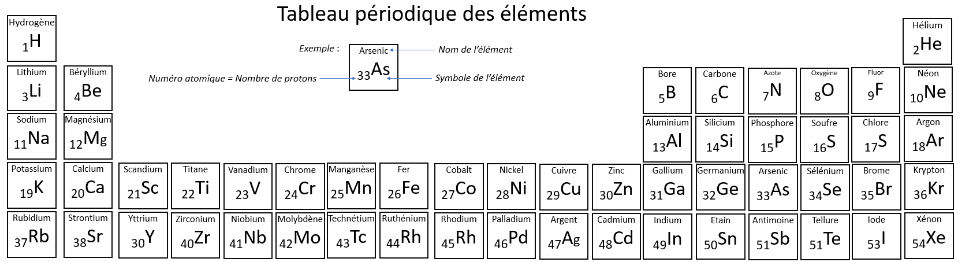 Tableau périodique des éléments
Hydrogène
1H
Exemple :
Arsenic
33As
Nom de l'élément
Numéro atomique = Nombre de protons
Symbole de l'élément
Hélium
2He
Lithium Béryllium Bore Carbone Azote Oxygène Fluor Néon
3Li 4Be 5B 6C 7N 8O 9F 10Ne
Sodium Magnésium Aluminium Silicium Phosphore Soufre Chlore Argon
11Na 12Mg 13Al 14Si 15P 16S 17S 18Ar
Potassium Calcium Scandium Titane Vanadium Chrome Manganèse Fer Cobalt Nickel Cuivre Zinc Gallium Germanium Arsenic Sélénium Brome Krypton
19K 20Ca 21Sc 22Ti 23V 24Cr 25Mn 26Fe 27Co 28Ni 29Cu 30Zn 31Ga 32Ge 33As 34Se 35Br 36Kr
Rubidium Strontium Yttrium Zirconium Niobium Molybdène Technétium Ruthénium Rhodium Palladium Argent Cadmium Indium Etain Antimoine Tellure Iode Xénon
37Rb 38Sr 30Y 40Zr 41Nb 42Mo 43Tc 44Rh 45Rh 46Pd 47Ag 48Cd 49In 50Sn 51Sb 51Te 53I 54Xe